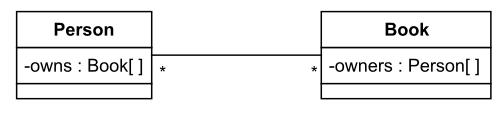 Person
-owns : Book[ ]
*
*
Book
-owners : Person[ ]